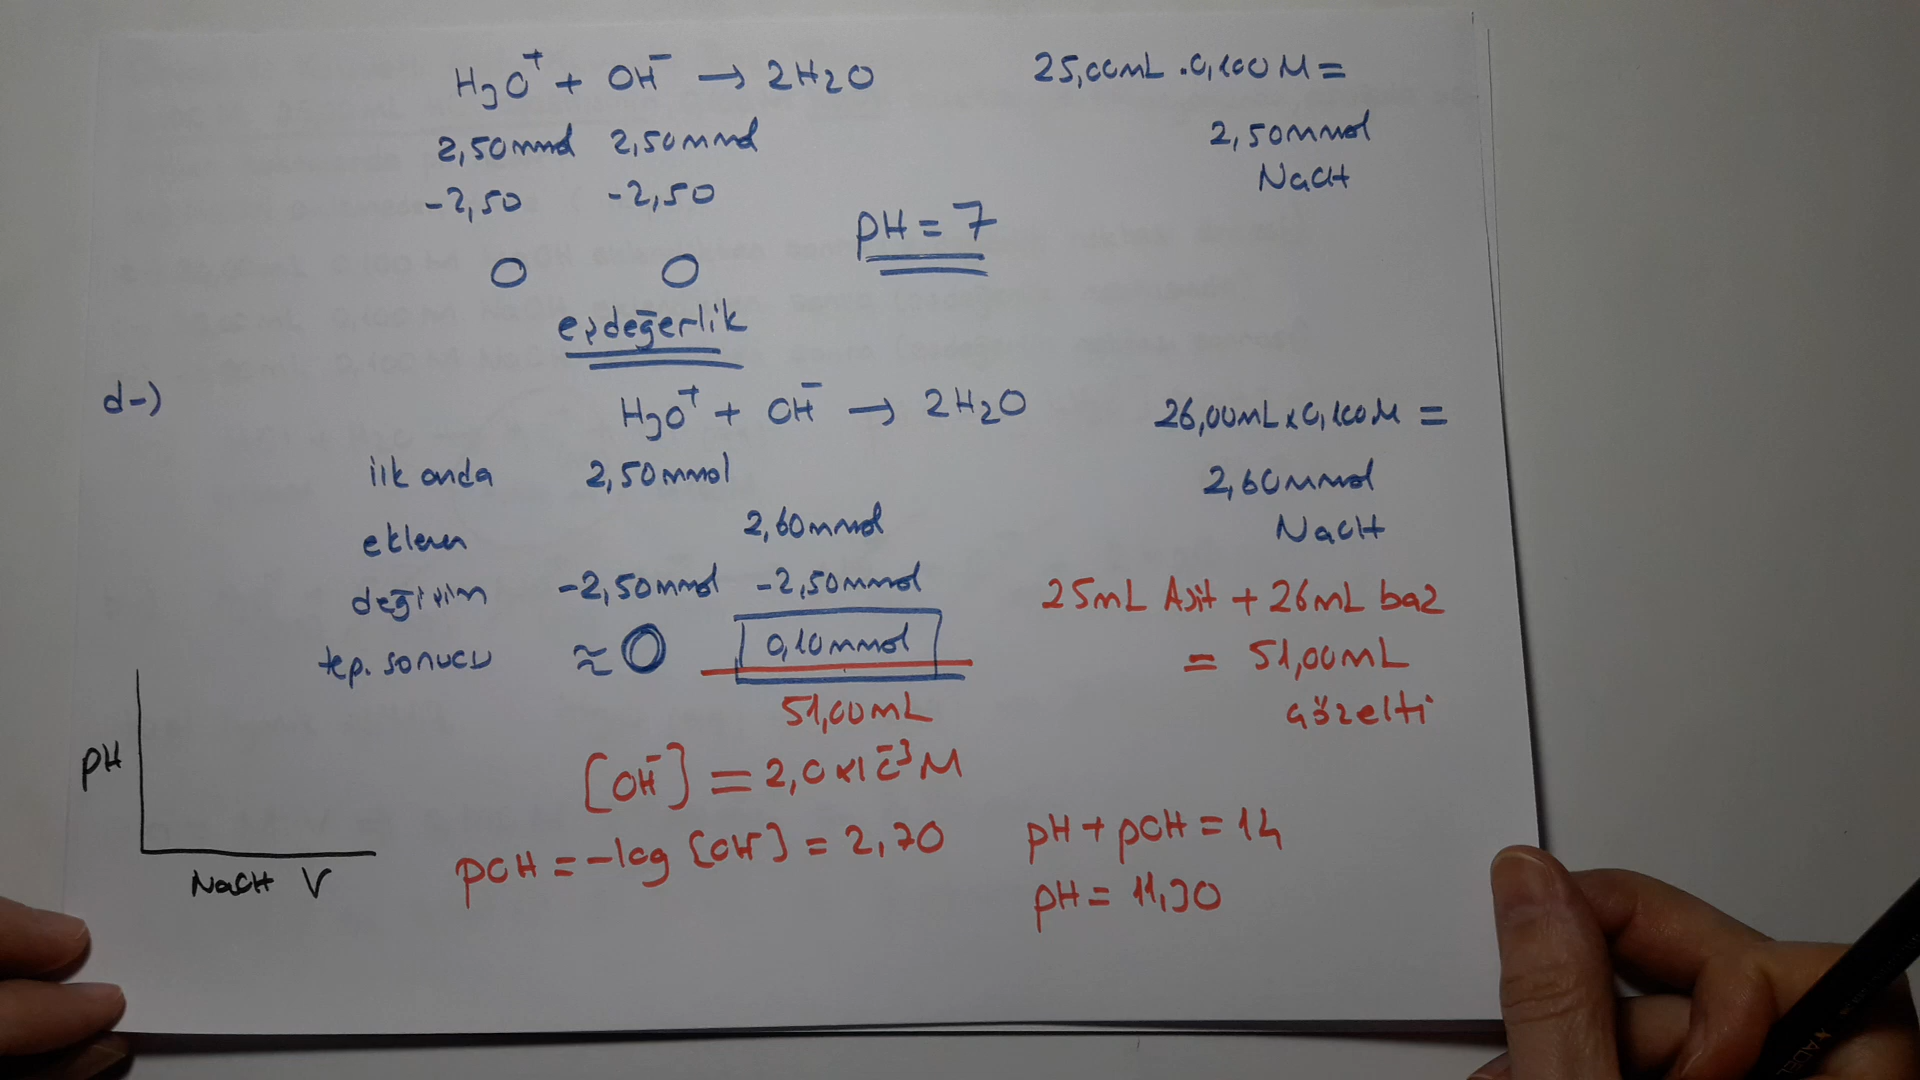 H₃O⁺ + OH⁻ → 2H₂O
25,00mL . 0,100 M =
2,50mmol 2,50mmol
2,50mmol
-2,50 -2,50
NaOH
pH = 7
0 0
eşdeğerlik
d-)
H₃O⁺ + OH⁻ → 2H₂O
26,00mL x 0,100M =
ilk anda 2,50mmol
2,60mmol
eklenen 2,60mmol
NaOH
değişim -2,50mmol -2,50mmol
25mL Asit + 26mL baz
tep. sonucu ≈ 0 0,10mmol
= 51,00mL
51,00mL
çözelti
[OH⁻] = 2,0x10⁻³ M
pOH = -log [OH⁻] = 2,70
pH + pOH = 14
pH = 11,30
pH
NaOH V